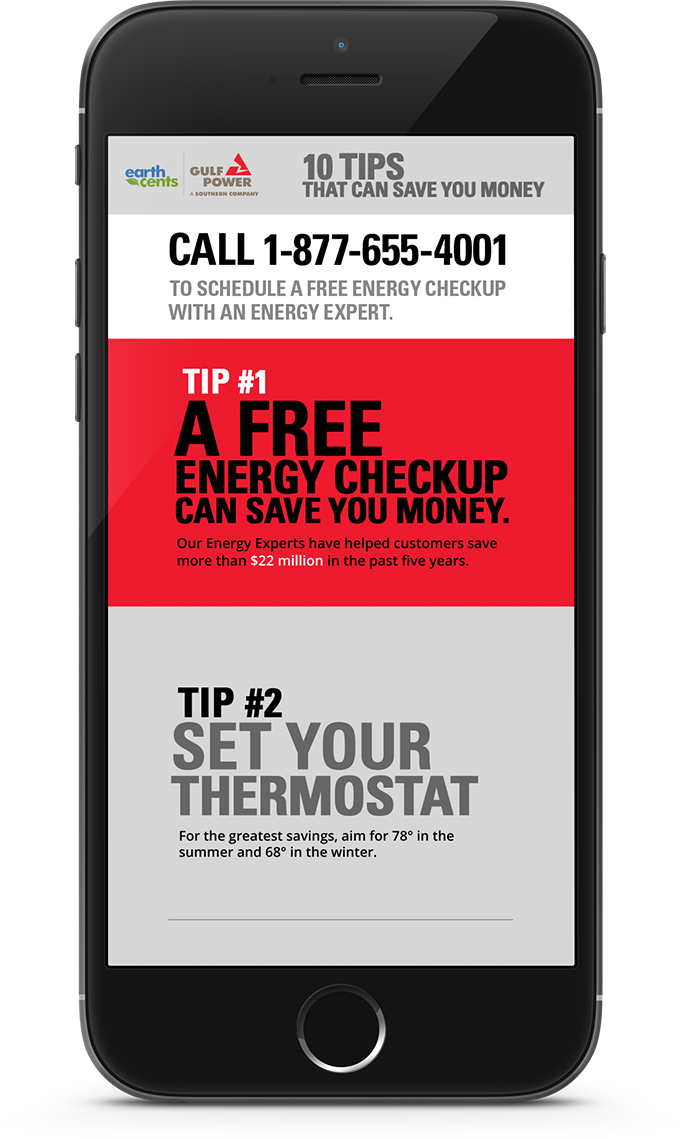 earth
cents
GULF
POWER
A SOUTHERN COMPANY
10 TIPS
THAT CAN SAVE YOU MONEY
CALL 1-877-655-4001
TO SCHEDULE A FREE ENERGY CHECKUP
WITH AN ENERGY EXPERT.
TIP #1
A FREE
ENERGY CHECKUP
CAN SAVE YOU MONEY.
Our Energy Experts have helped customers save
more than $22 million in the past five years.
TIP #2
SET YOUR
THERMOSTAT
For the greatest savings, aim for 78° in the
summer and 68° in the winter.